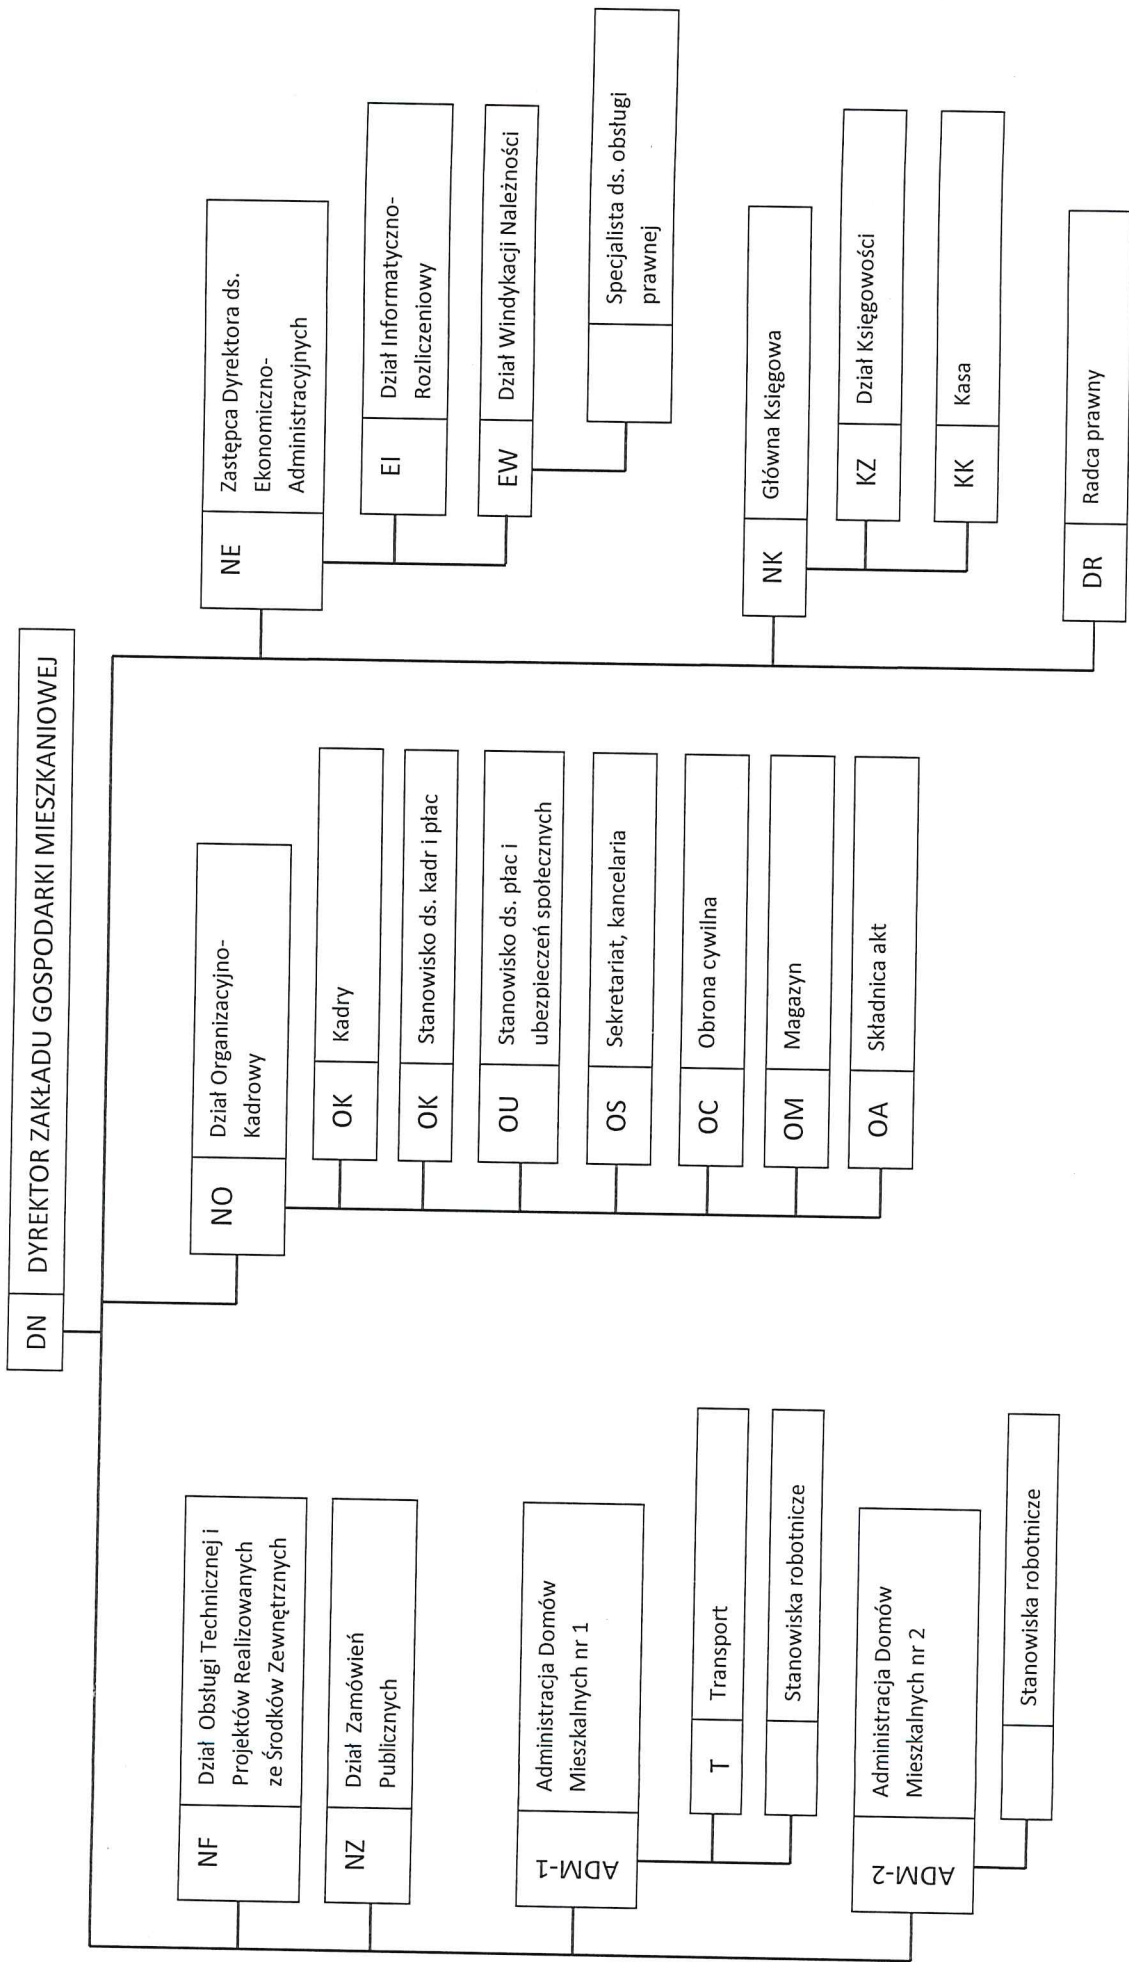 DN DYREKTOR ZAKŁADU GOSPODARKI MIESZKANIOWEJ
NF Dział Obsługi Technicznej i
Projektów Realizowanych
ze Środków Zewnętrznych
NZ Dział Zamówień
Publicznych
ADM-1 Administracja Domów
Mieszkalnych nr 1
T Transport
Stanowiska robotnicze
ADM-2 Administracja Domów
Mieszkalnych nr 2
Stanowiska robotnicze
NO Dział Organizacyjno-
Kadrowy
OK Kadry
OK Stanowisko ds. kadr i płac
OU Stanowisko ds. płac i
ubezpieczeń społecznych
OS Sekretariat, kancelaria
OC Obrona cywilna
OM Magazyn
OA Składnica akt
NE Zastępca Dyrektora ds.
Ekonomiczno-
Administracyjnych
EI Dział Informatyczno-
Rozliczeniowy
EW Dział Windykacji Należności
Specjalista ds. obsługi
prawnej
NK Główna Księgowa
KZ Dział Księgowości
KK Kasa
DR Radca prawny